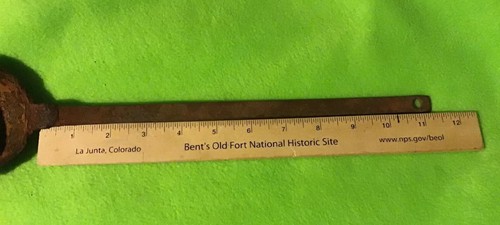 1 2 3 4 5 6 7 8 9 10 11 12
La Junta, Colorado Bent's Old Fort National Historic Site www.nps.gov/beol